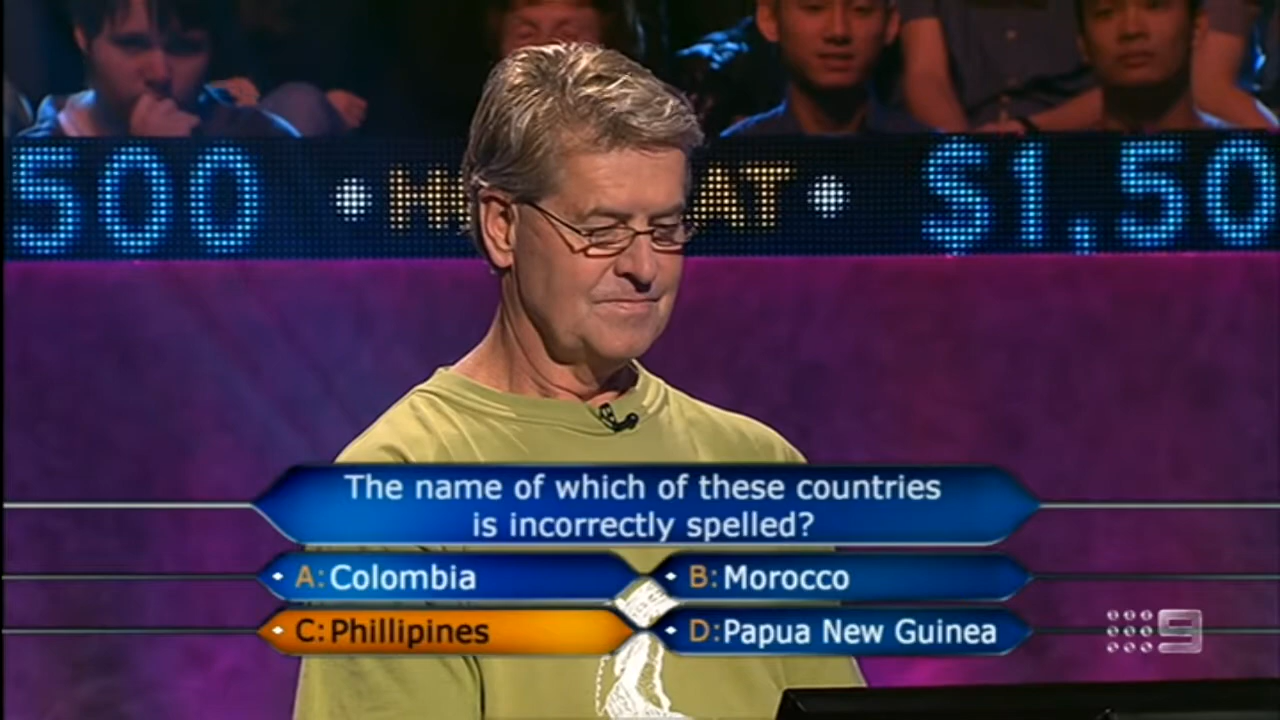 500
$1,50
The name of which of these countries
is incorrectly spelled?
A: Colombia
B: Morocco
C: Phillipines
D: Papua New Guinea
9